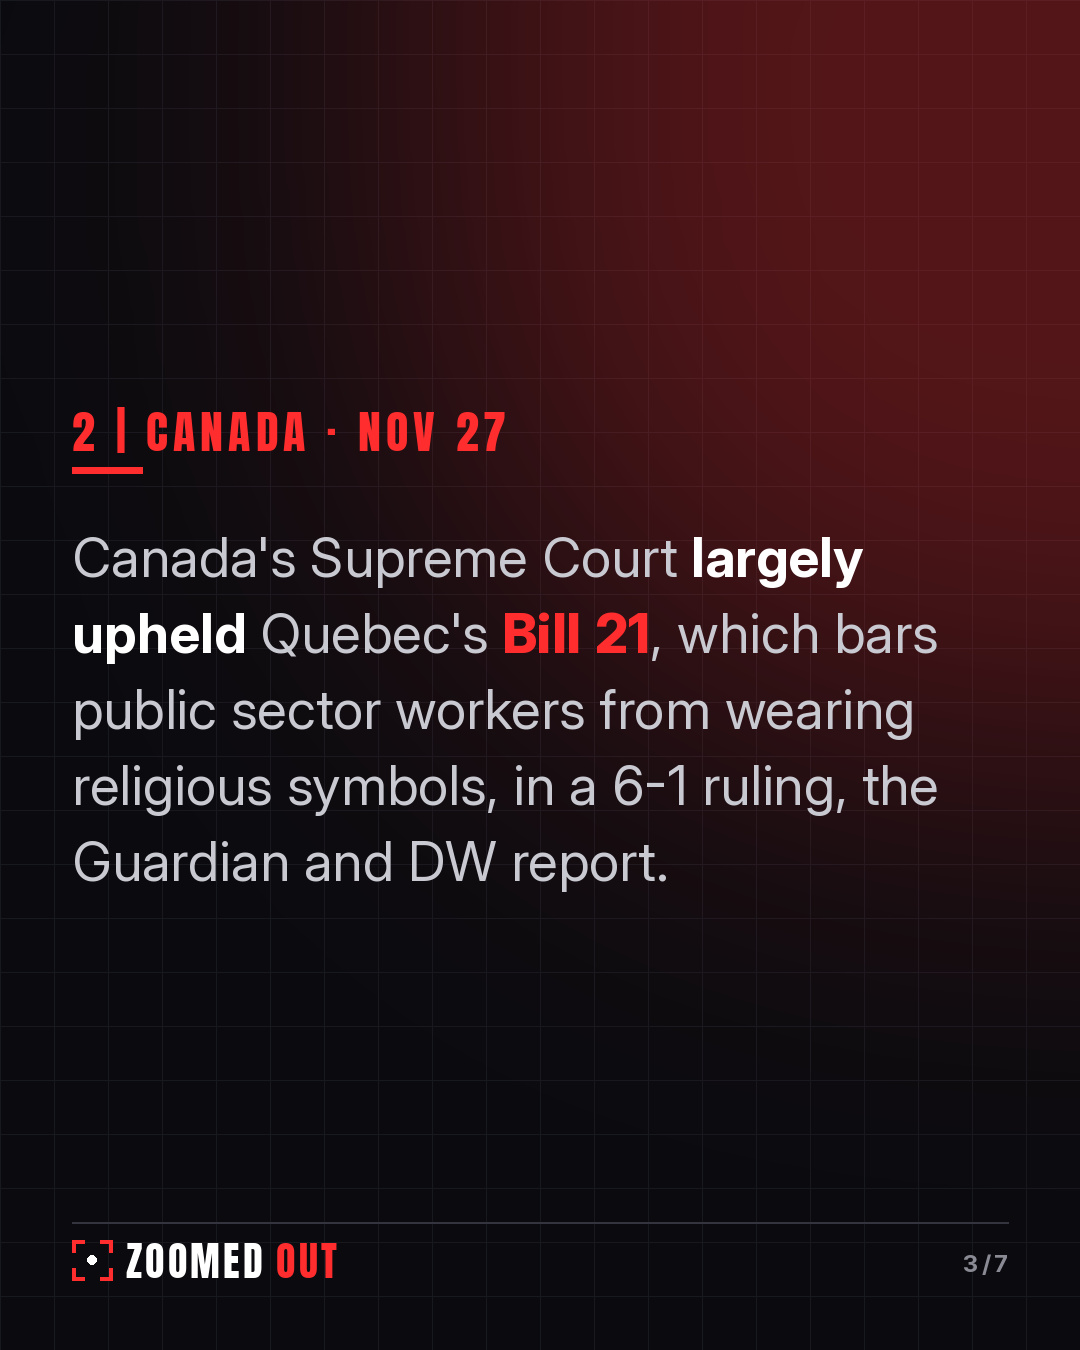 2 | CANADA · NOV 27
Canada's Supreme Court largely
upheld Quebec's Bill 21, which bars
public sector workers from wearing
religious symbols, in a 6-1 ruling, the
Guardian and DW report.
ZOOMED OUT
3/7